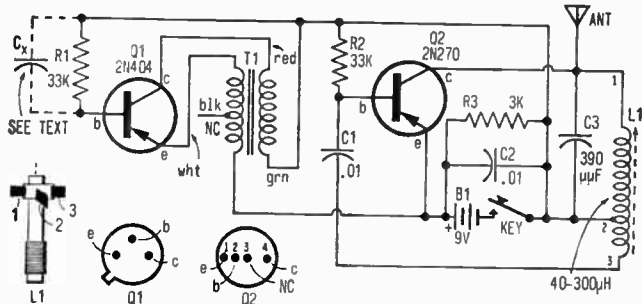 Cx
SEE TEXT
R1
33K
Q1
2N404
c
b
e
wht
red
T1
blk
NC
grn
R2
33K
Q2
2N270
c
b
e
C1
.01
R3
3K
C2
.01
B1
+
9V
KEY
ANT
C3
390
µµF
1
L1
2
3
40-300µH
1
2
3
L1
e
b
c
Q1
1 2 3 4
e
b
NC
c
Q2